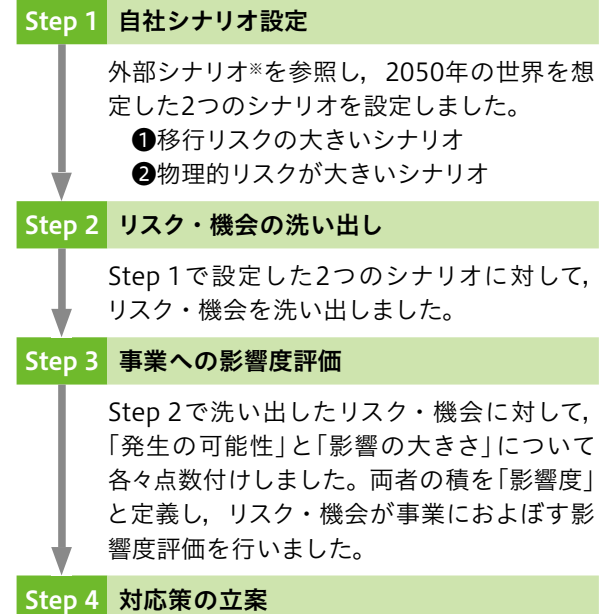 Step 1 自社シナリオ設定
外部シナリオ※を参照し，2050年の世界を想
定した2つのシナリオを設定しました。
❶移行リスクの大きいシナリオ
❷物理的リスクが大きいシナリオ
Step 2 リスク・機会の洗い出し
Step 1で設定した2つのシナリオに対して，
リスク・機会を洗い出しました。
Step 3 事業への影響度評価
Step 2で洗い出したリスク・機会に対して，
「発生の可能性」と「影響の大きさ」について
各々点数付けしました。両者の積を「影響度」
と定義し，リスク・機会が事業におよぼす影
響度評価を行いました。
Step 4 対応策の立案